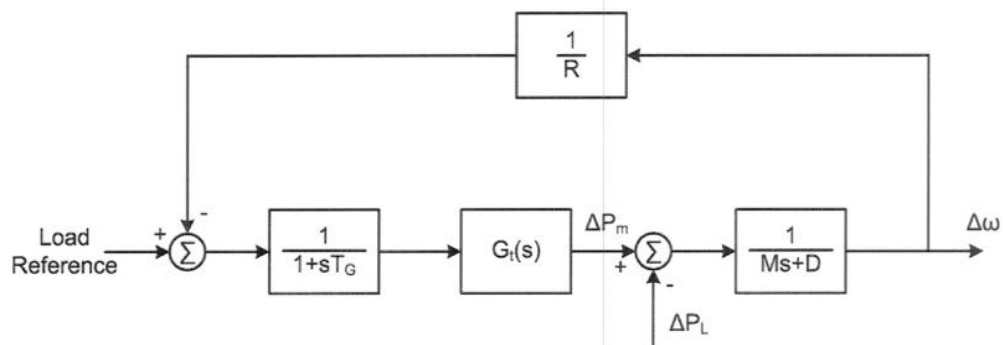 1
R
-
Load
Reference
+
Σ
1
1+sT_G
G_t(s)
ΔP_m
+
Σ
-
1
Ms+D
Δω
ΔP_L